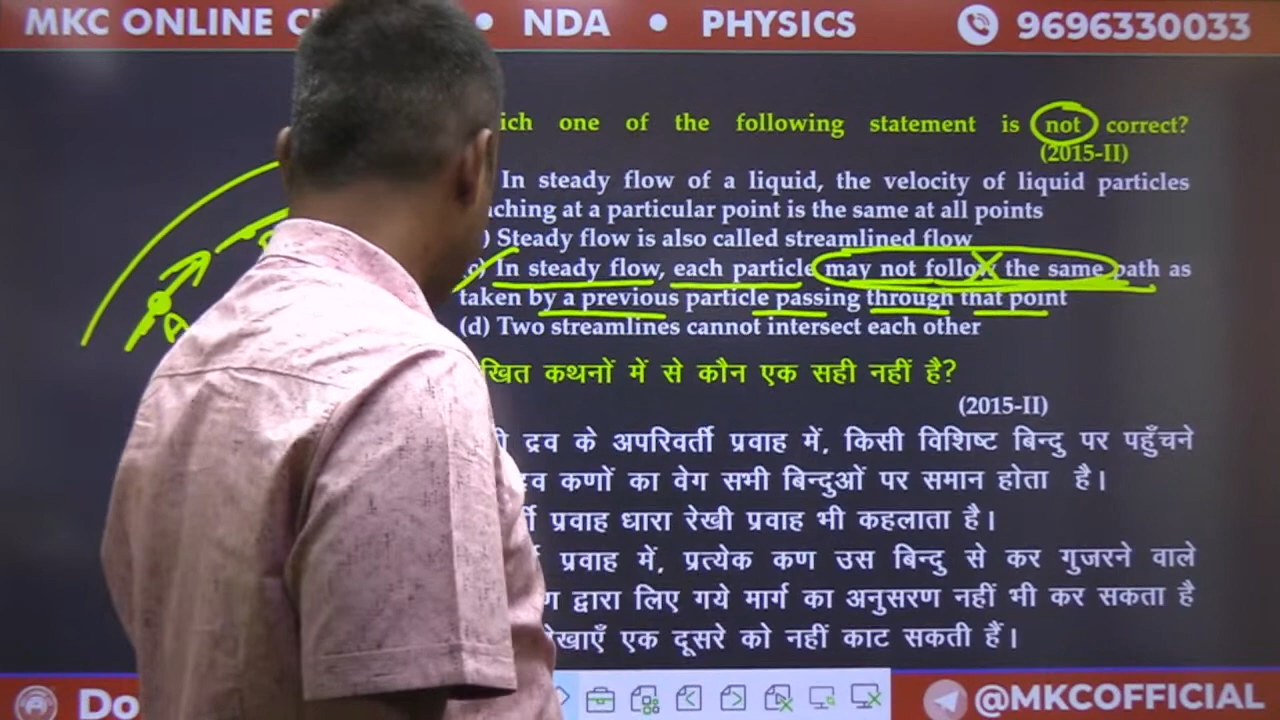 MKC ONLINE • NDA • PHYSICS 9696330033
one of the following statement is not correct?
(2015-II)
In steady flow of a liquid, the velocity of liquid particles
at a particular point is the same at all points
Steady flow is also called streamlined flow
(c) In steady flow, each particle may not follow the same path as
taken by a previous particle passing through that point
(d) Two streamlines cannot intersect each other
कथनों में से कौन एक सही नहीं है?
(2015-II)
द्रव के अपरिवर्ती प्रवाह में, किसी विशिष्ट बिन्दु पर पहुँचने
कणों का वेग सभी बिन्दुओं पर समान होता है।
प्रवाह धारा रेखी प्रवाह भी कहलाता है।
प्रवाह में, प्रत्येक कण उस बिन्दु से कर गुजरने वाले
द्वारा लिए गये मार्ग का अनुसरण नहीं भी कर सकता है
एक दूसरे को नहीं काट सकती हैं।
@MKCOFFICIAL